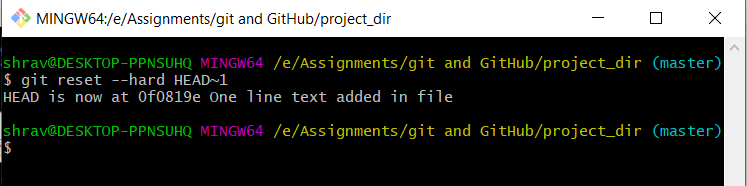 MINGW64:/e/Assignments/git and GitHub/project_dir
shrav@DESKTOP-PPNSUHQ MINGW64 /e/Assignments/git and GitHub/project_dir (master)
$ git reset --hard HEAD~1
HEAD is now at 0f0819e One line text added in file
shrav@DESKTOP-PPNSUHQ MINGW64 /e/Assignments/git and GitHub/project_dir (master)
$